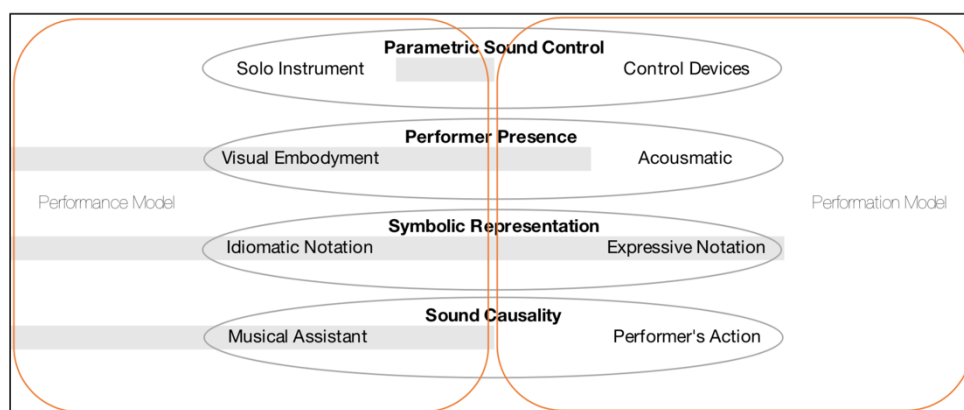 Parametric Sound Control
Solo Instrument Control Devices
Performer Presence
Visual Embodyment Acousmatic
Performance Model Performation Model
Symbolic Representation
Idiomatic Notation Expressive Notation
Sound Causality
Musical Assistant Performer's Action